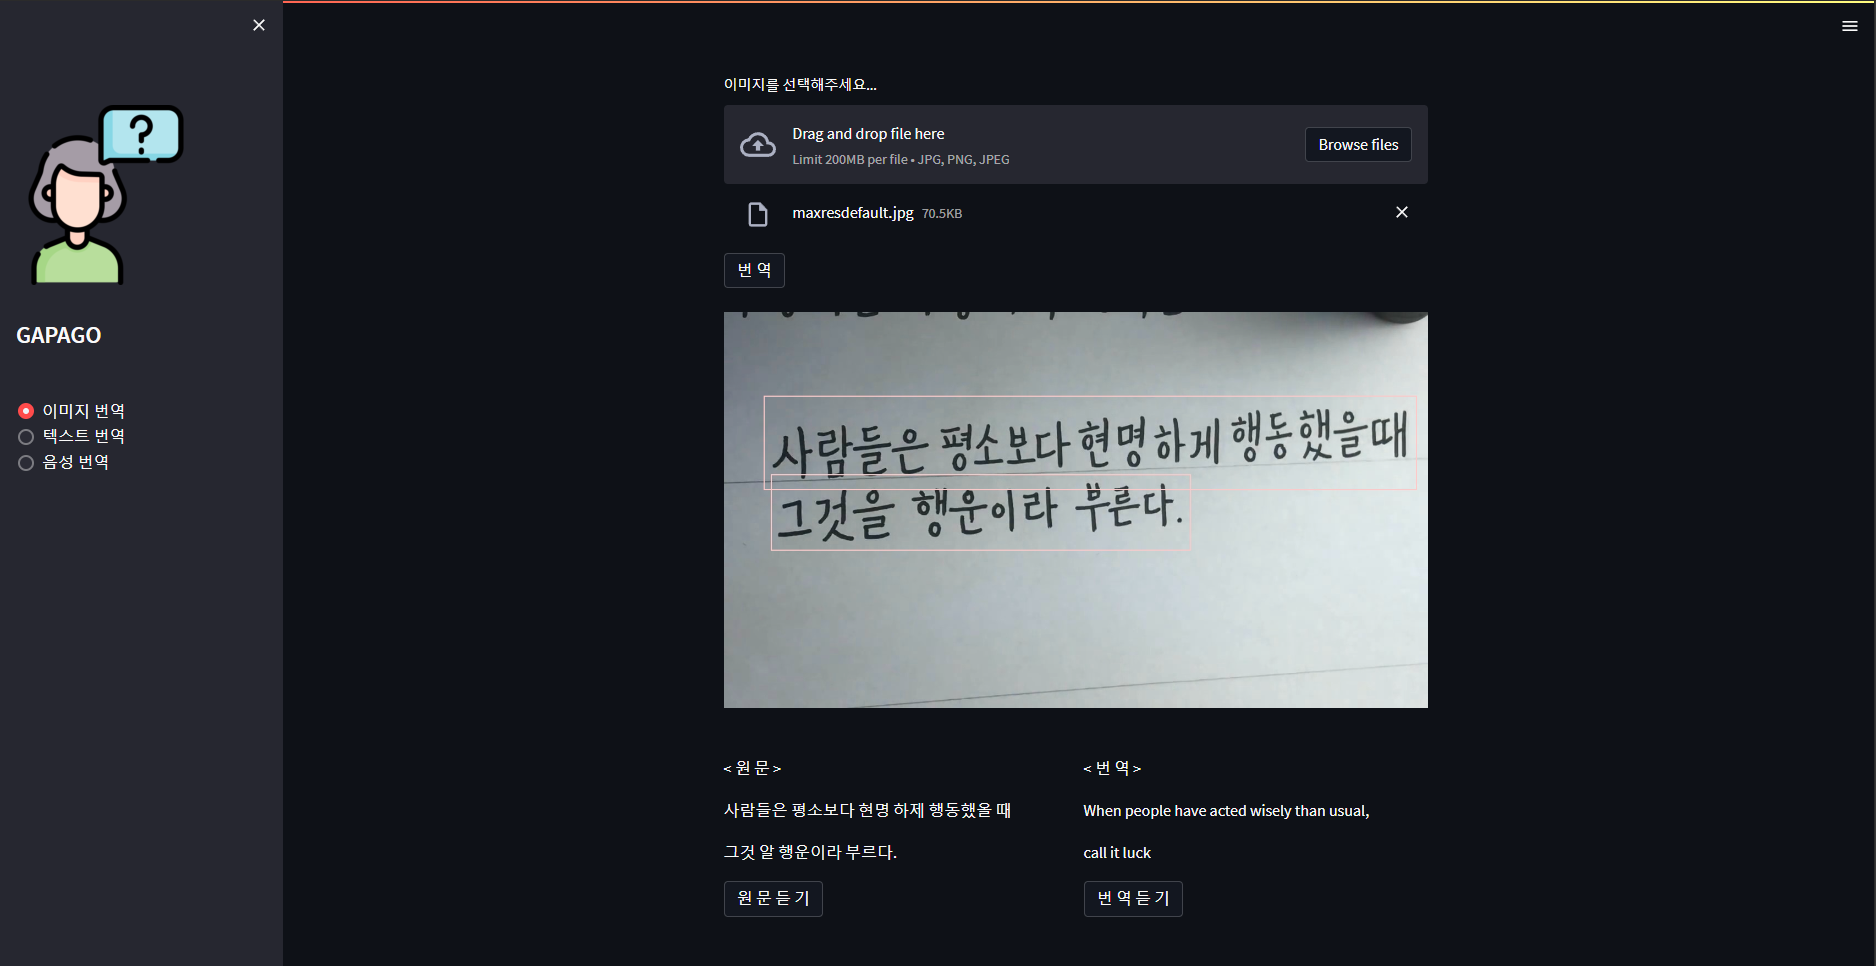 이미지를 선택해주세요...
Drag and drop file here
Limit 200MB per file • JPG, PNG, JPEG
Browse files
maxresdefault.jpg 70.5KB
번 역
?
GAPAGO
이미지 번역
텍스트 번역
음성 번역
사람들은 평소보다 현명하게 행동했을때
그것을 행운이라 부른다.
< 원 문 >
사람들은 평소보다 현명 하제 행동했올 때
그것 알 행운이라 부르다.
원 문 듣 기
< 번 역 >
When people have acted wisely than usual,
call it luck
번 역 듣 기